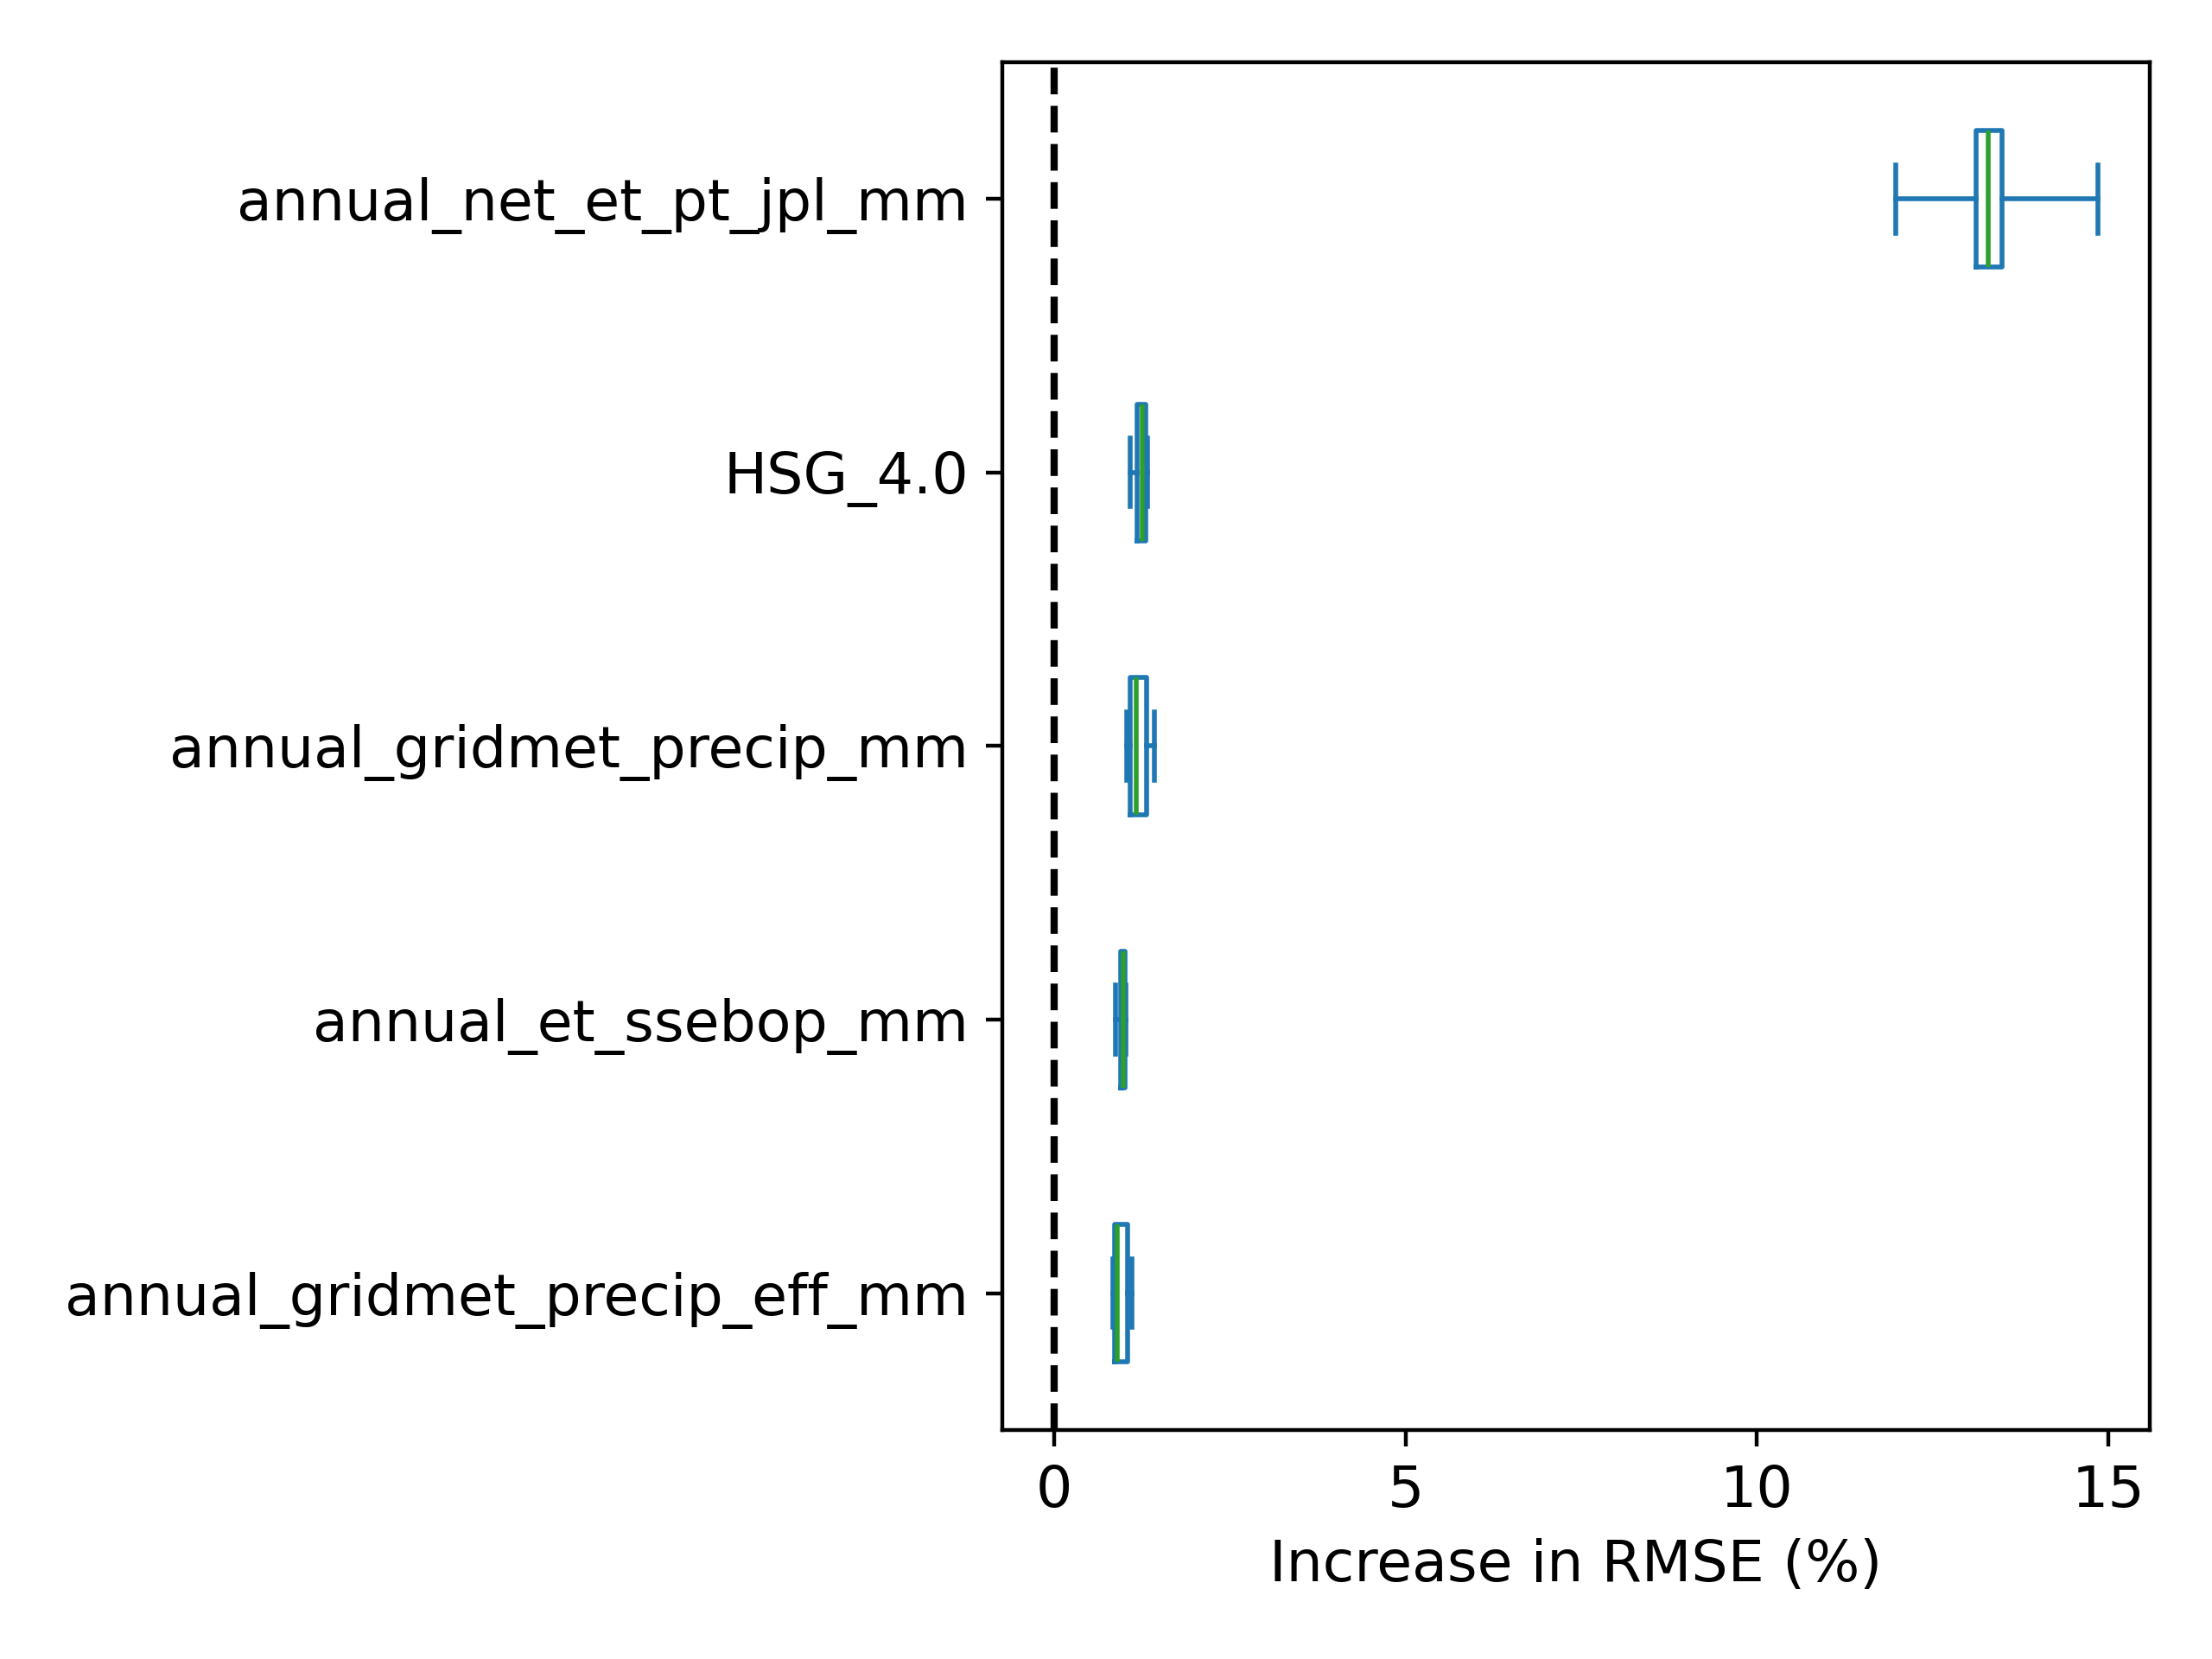 annual_net_et_pt_jpl_mm
HSG_4.0
annual_gridmet_precip_mm
annual_et_ssebop_mm
annual_gridmet_precip_eff_mm
0 5 10 15
Increase in RMSE (%)